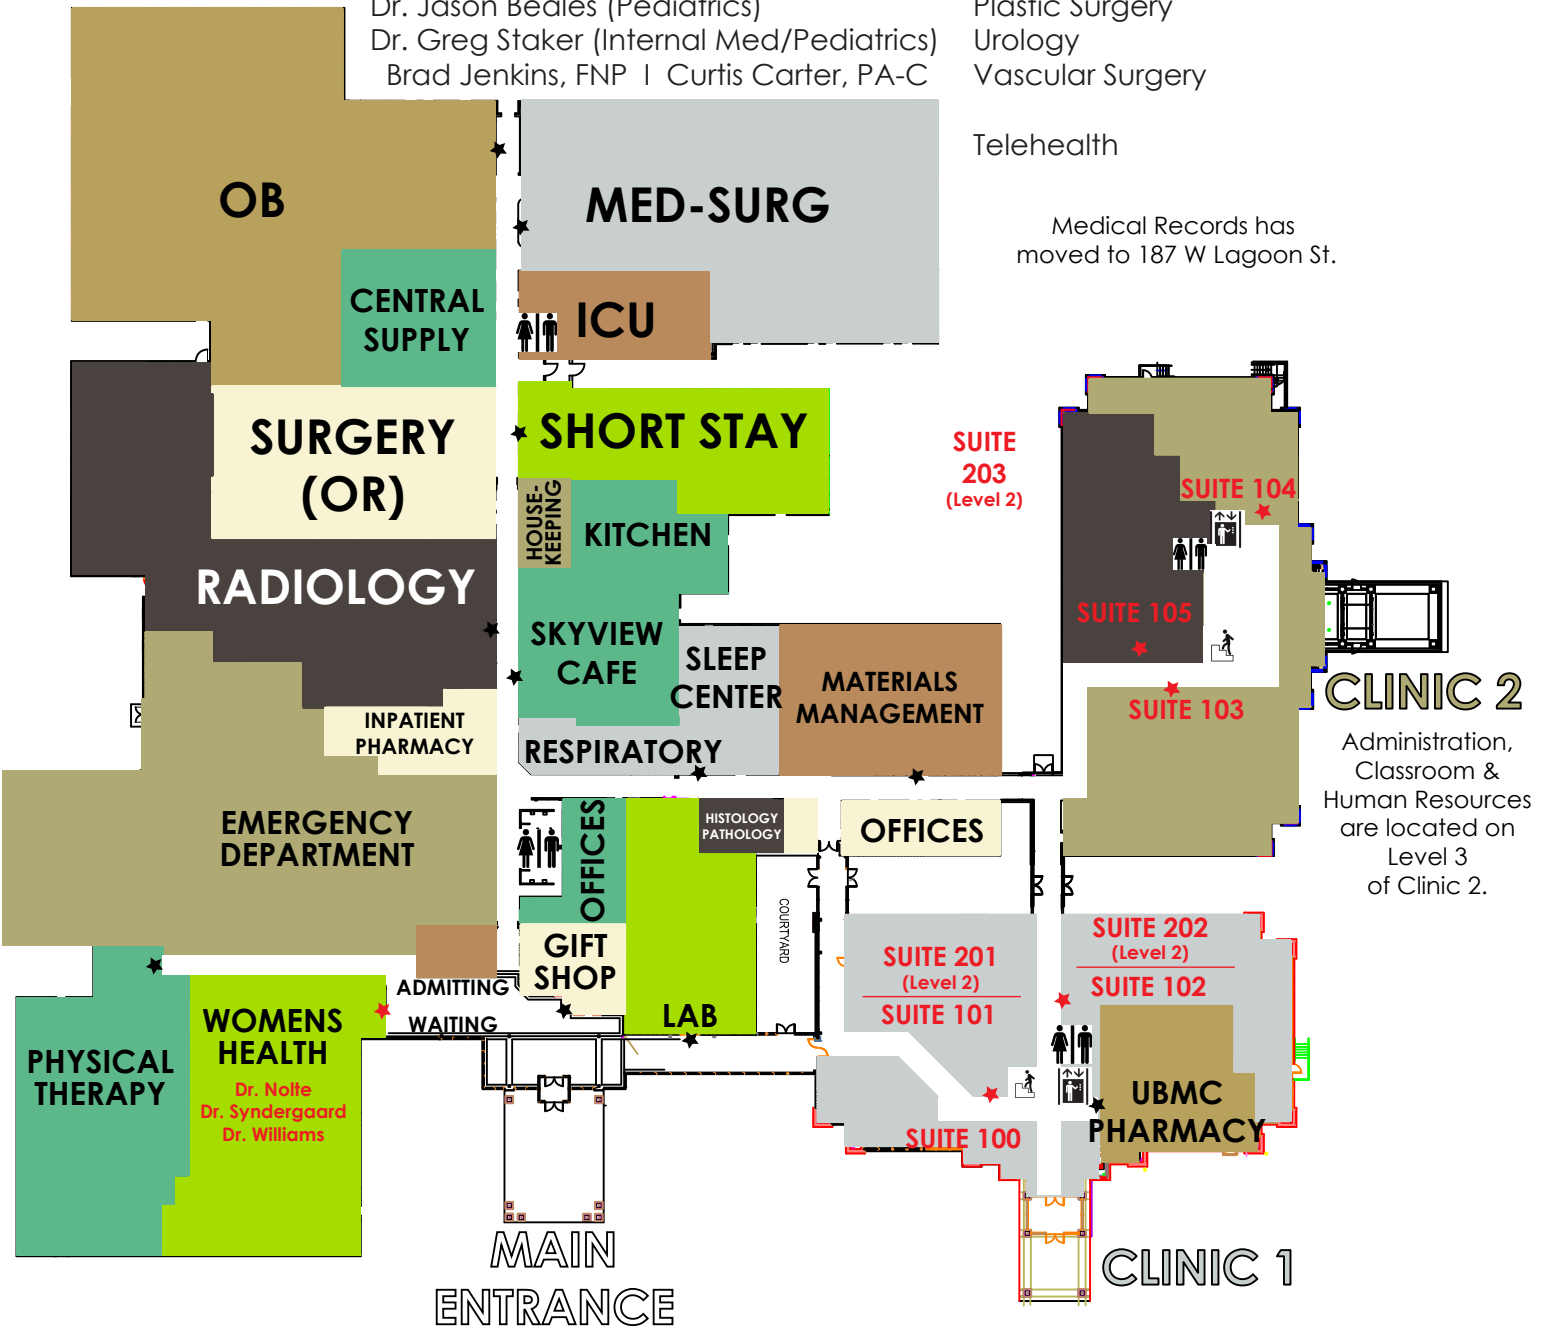 Dr. Jason Beales (Pediatrics)
Dr. Greg Staker (Internal Med/Pediatrics)
Brad Jenkins, FNP I Curtis Carter, PA-C
Plastic Surgery
Urology
Vascular Surgery
Telehealth
Medical Records has
moved to 187 W Lagoon St.
OB
MED-SURG
CENTRAL
SUPPLY
ICU
SURGERY
(OR)
SHORT STAY
HOUSE-
KEEPING
KITCHEN
RADIOLOGY
SKYVIEW
CAFE
SLEEP
CENTER
MATERIALS
MANAGEMENT
INPATIENT
PHARMACY
RESPIRATORY
SUITE
203
(Level 2)
SUITE 104
SUITE 105
SUITE 103
CLINIC 2
Administration,
Classroom &
Human Resources
are located on
Level 3
of Clinic 2.
EMERGENCY
DEPARTMENT
OFFICES
HISTOLOGY
PATHOLOGY
OFFICES
COURTYARD
GIFT
SHOP
ADMITTING
WAITING
LAB
SUITE 201
(Level 2)
SUITE 101
SUITE 202
(Level 2)
SUITE 102
PHYSICAL
THERAPY
WOMENS
HEALTH
Dr. Nolte
Dr. Syndergaard
Dr. Williams
UBMC
PHARMACY
SUITE 100
MAIN
ENTRANCE
CLINIC 1